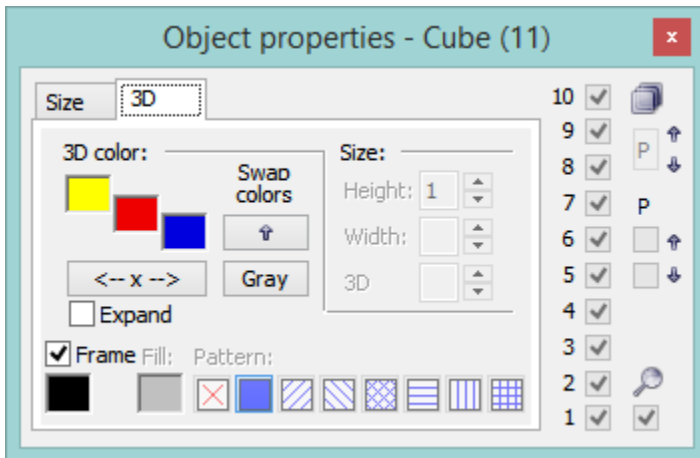 Object properties - Cube (11)
x
Size
3D
3D color:
Swap
colors
<-- x -->
Gray
Expand
Size:
Height: 1
Width:
3D
Frame
Fill:
Pattern:
10
9
8
P
7
P
6
5
4
3
2
1